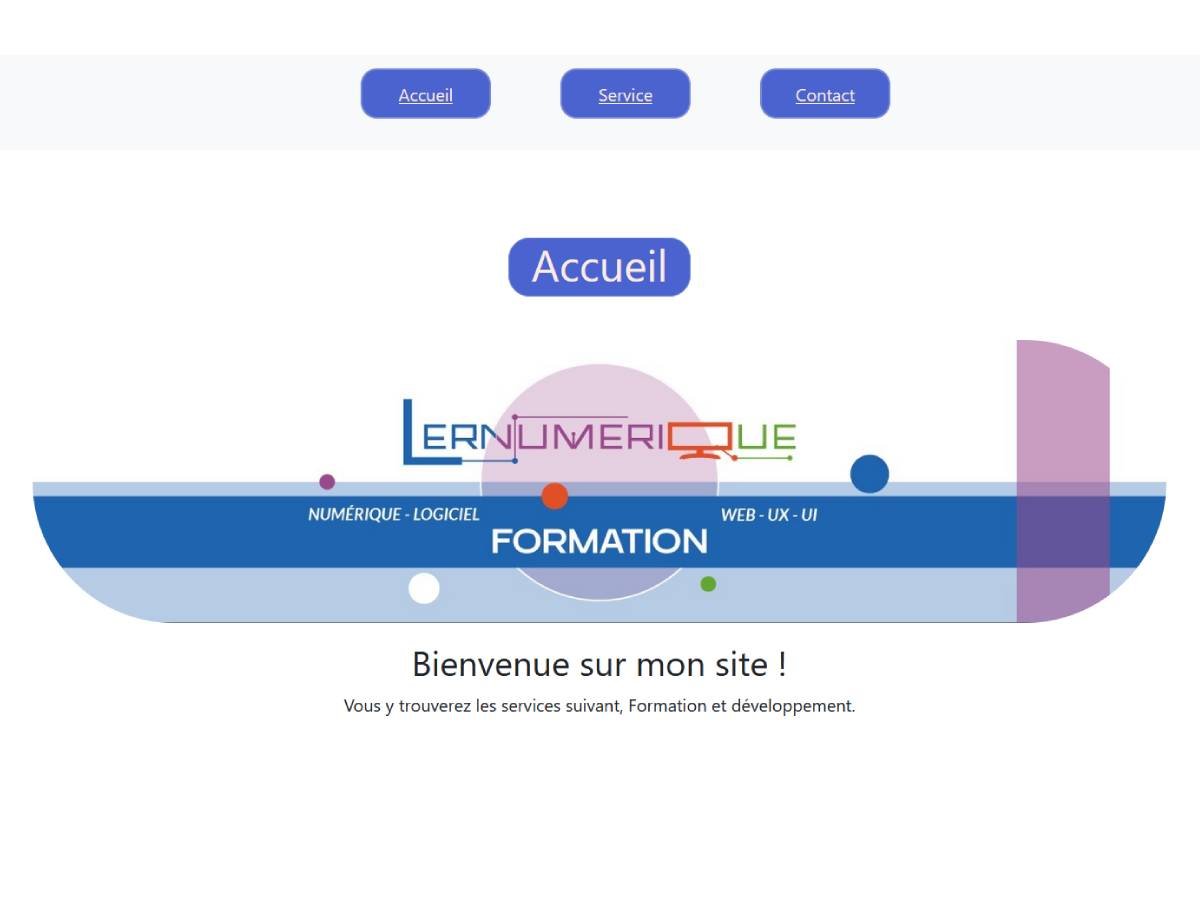 Accueil
Service
Contact
Accueil
LERNUMERIQUE
NUMÉRIQUE - LOGICIEL
WEB - UX - UI
FORMATION
Bienvenue sur mon site !
Vous y trouverez les services suivant, Formation et développement.